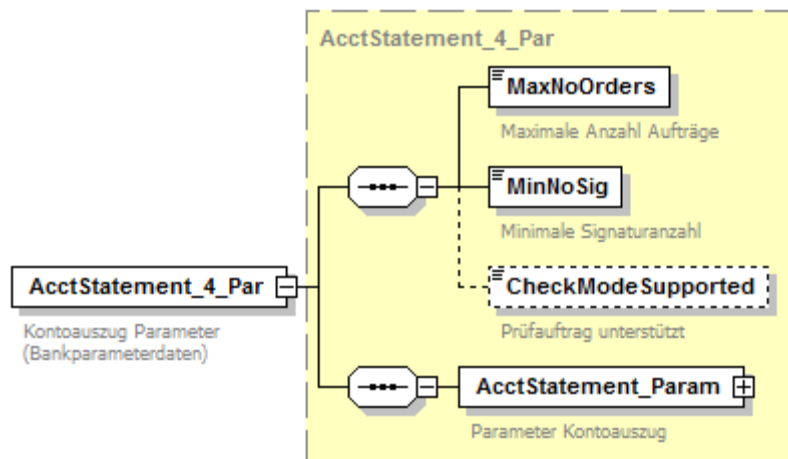 AcctStatement_4_Par
MaxNoOrders
Maximale Anzahl Aufträge
MinNoSig
Minimale Signaturanzahl
AcctStatement_4_Par
CheckModeSupported
Kontoauszug Parameter
(Bankparameterdaten)
Prüfauftrag unterstützt
AcctStatement_Param
Parameter Kontoauszug